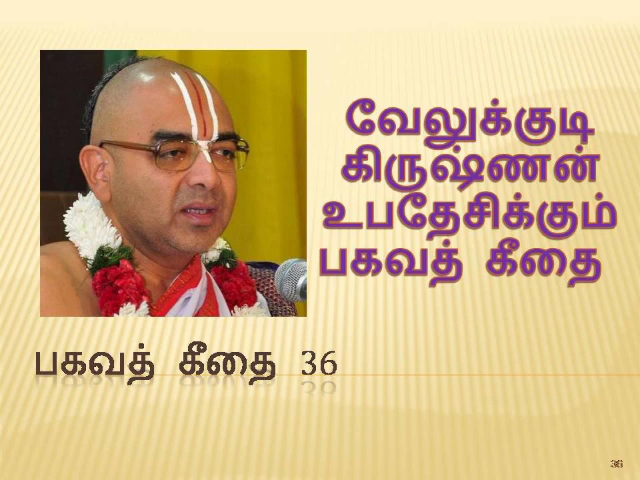 வேலுக்குடி
கிருஷ்ணன்
உபதேசிக்கும்
பகவத் கீதை
பகவத் கீதை 36
36